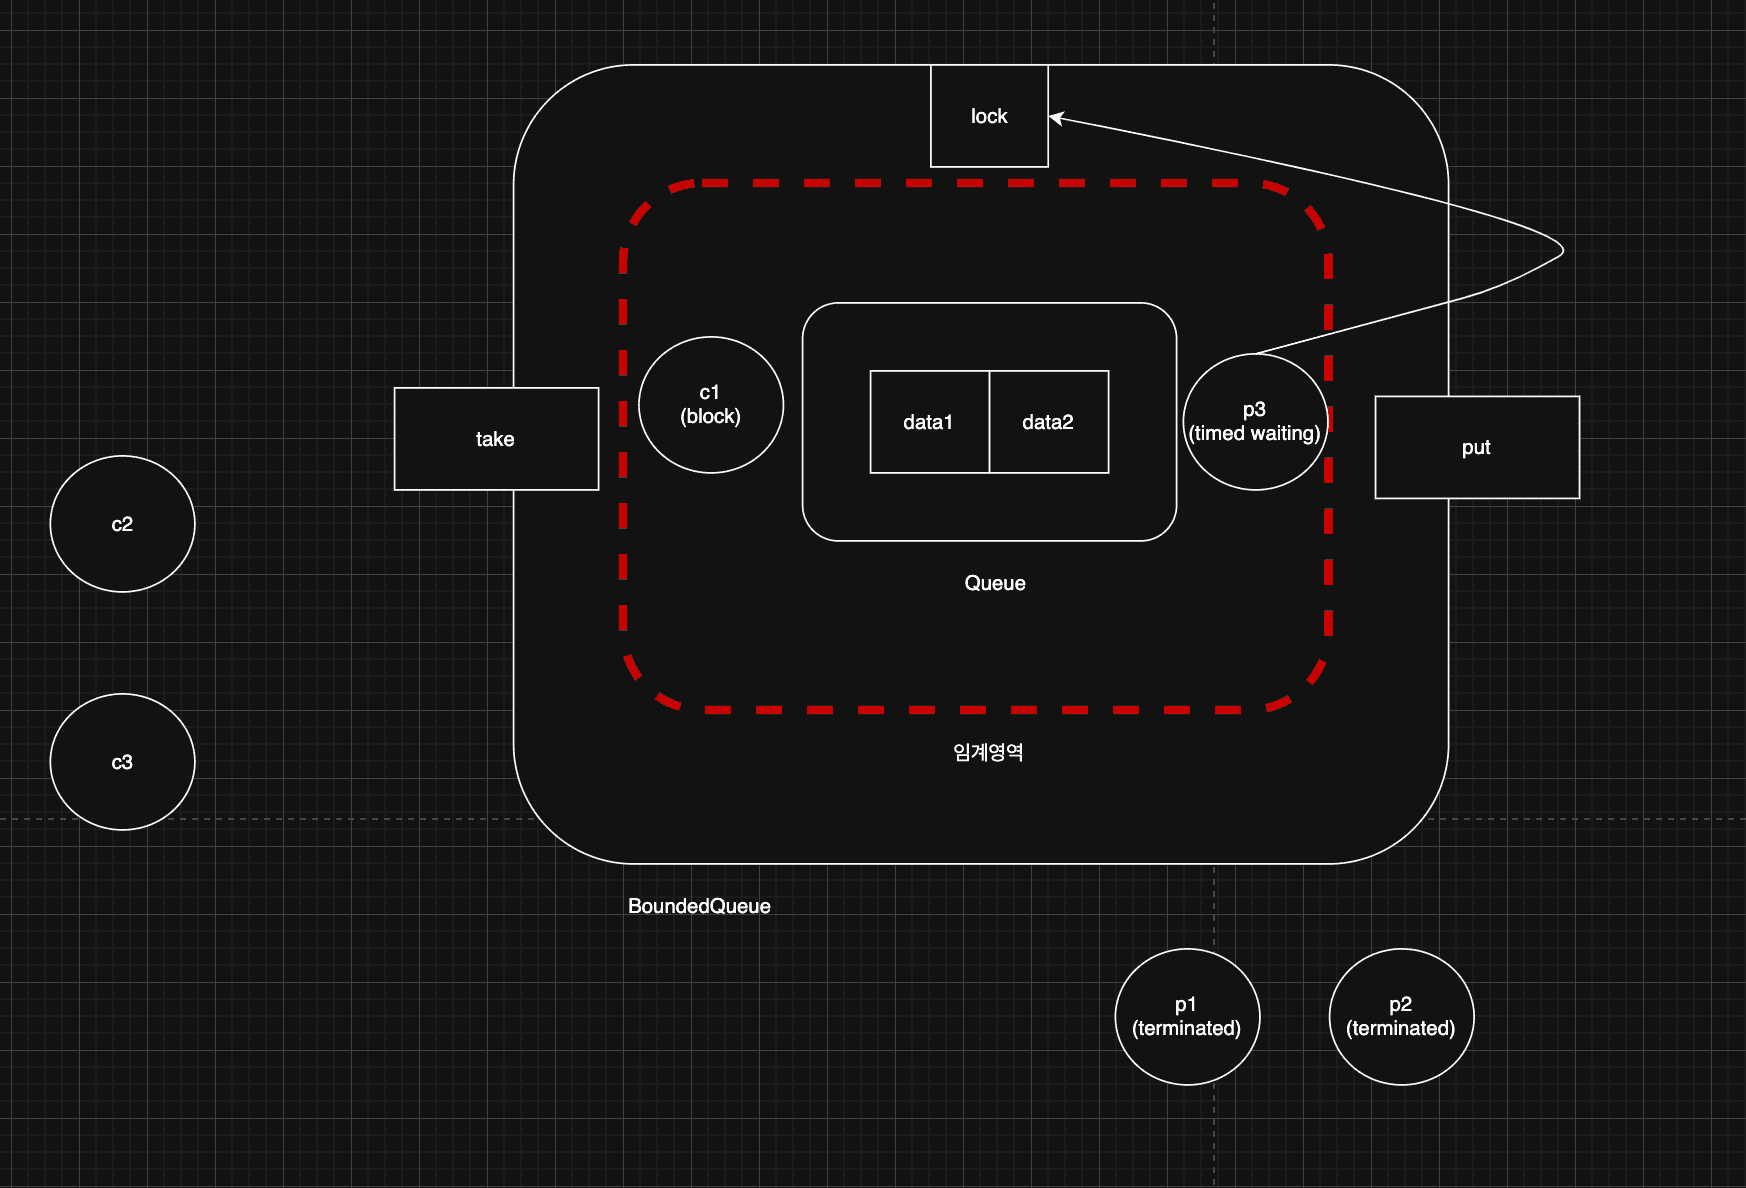 lock
c1
(block)
data1
data2
p3
(timed waiting)
take
put
c2
Queue
c3
임계영역
BoundedQueue
p1
(terminated)
p2
(terminated)